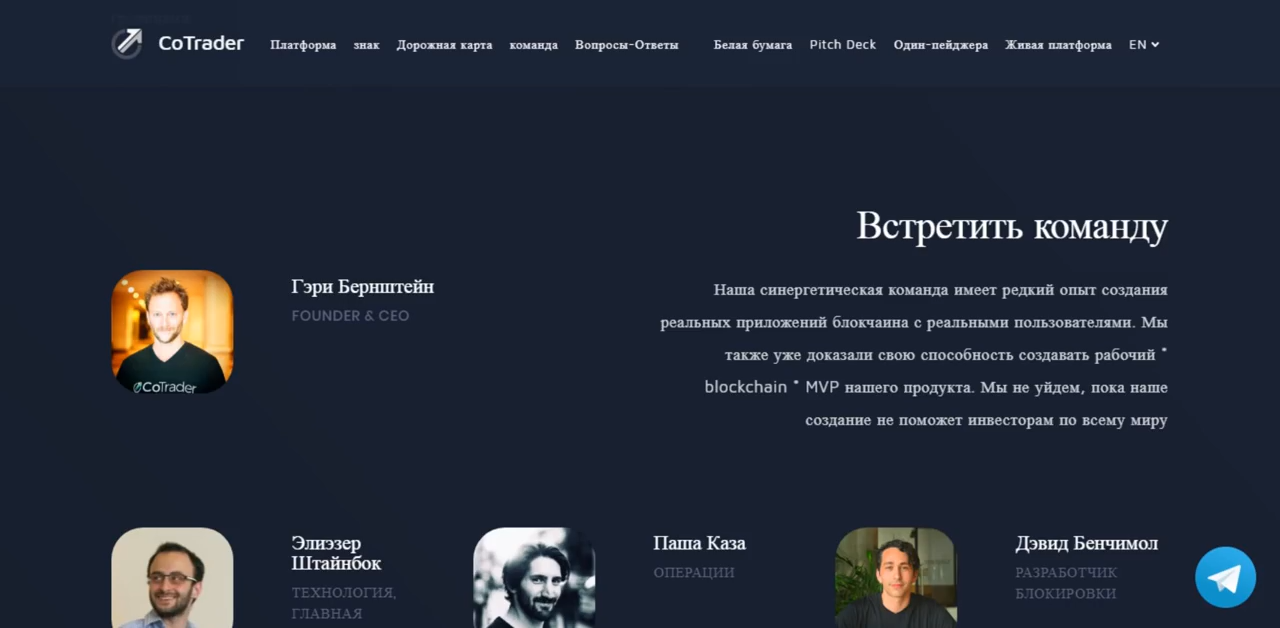 CoTrader Платформа знак Дорожная карта команда Вопросы-Ответы Белая бумага Pitch Deck Один-пейджера Живая платформа EN
Встретить команду
Наша синергетическая команда имеет редкий опыт создания
реальных приложений блокчаина с реальными пользователями. Мы
также уже доказали свою способность создавать рабочий *
blockchain * MVP нашего продукта. Мы не уйдем, пока наше
создание не поможет инвесторам по всему миру
Гэри Бернштейн
FOUNDER & CEO
CoTrader
Элиэзер
Штайнбок
ТЕХНОЛОГИЯ,
ГЛАВНАЯ
Паша Каза
ОПЕРАЦИИ
Дэвид Бенчимол
РАЗРАБОТЧИК
БЛОКИРОВКИ